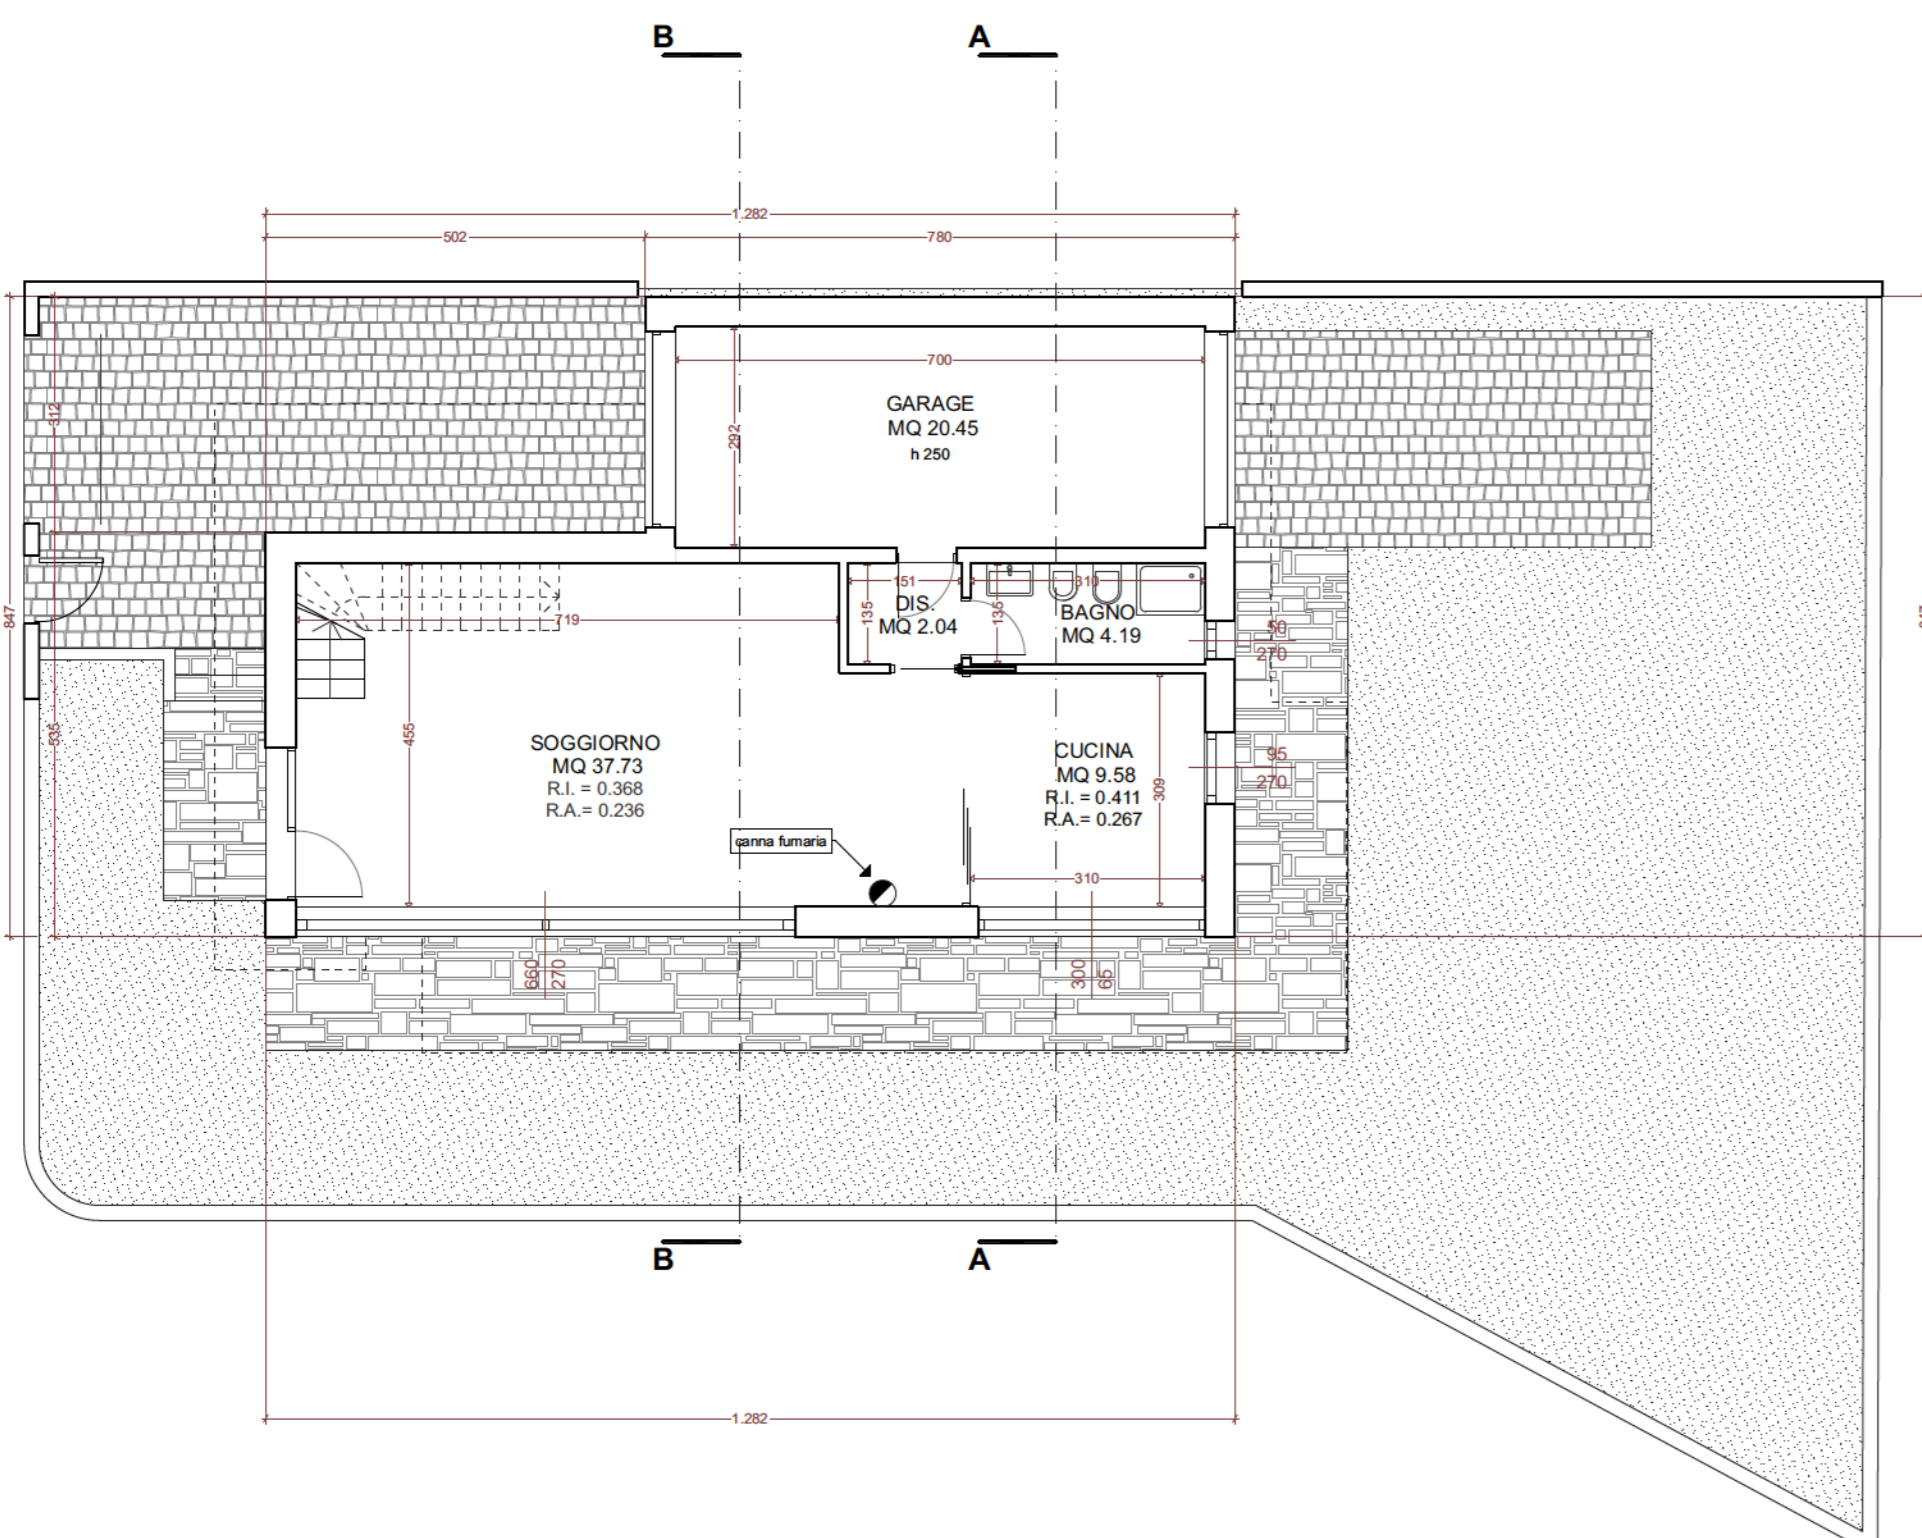 B
A
1.282
502
780
700
GARAGE
MQ 20.45
h 250
292
312
847
535
151
310
DIS.
MQ 2.04
135
135
BAGNO
MQ 4.19
719
50
270
455
SOGGIORNO
MQ 37.73
R.I. = 0.368
R.A.= 0.236
CUCINA
MQ 9.58
R.I. = 0.411
R.A.= 0.267
309
95
270
canna fumaria
310
660
270
300
65
B
A
1.282